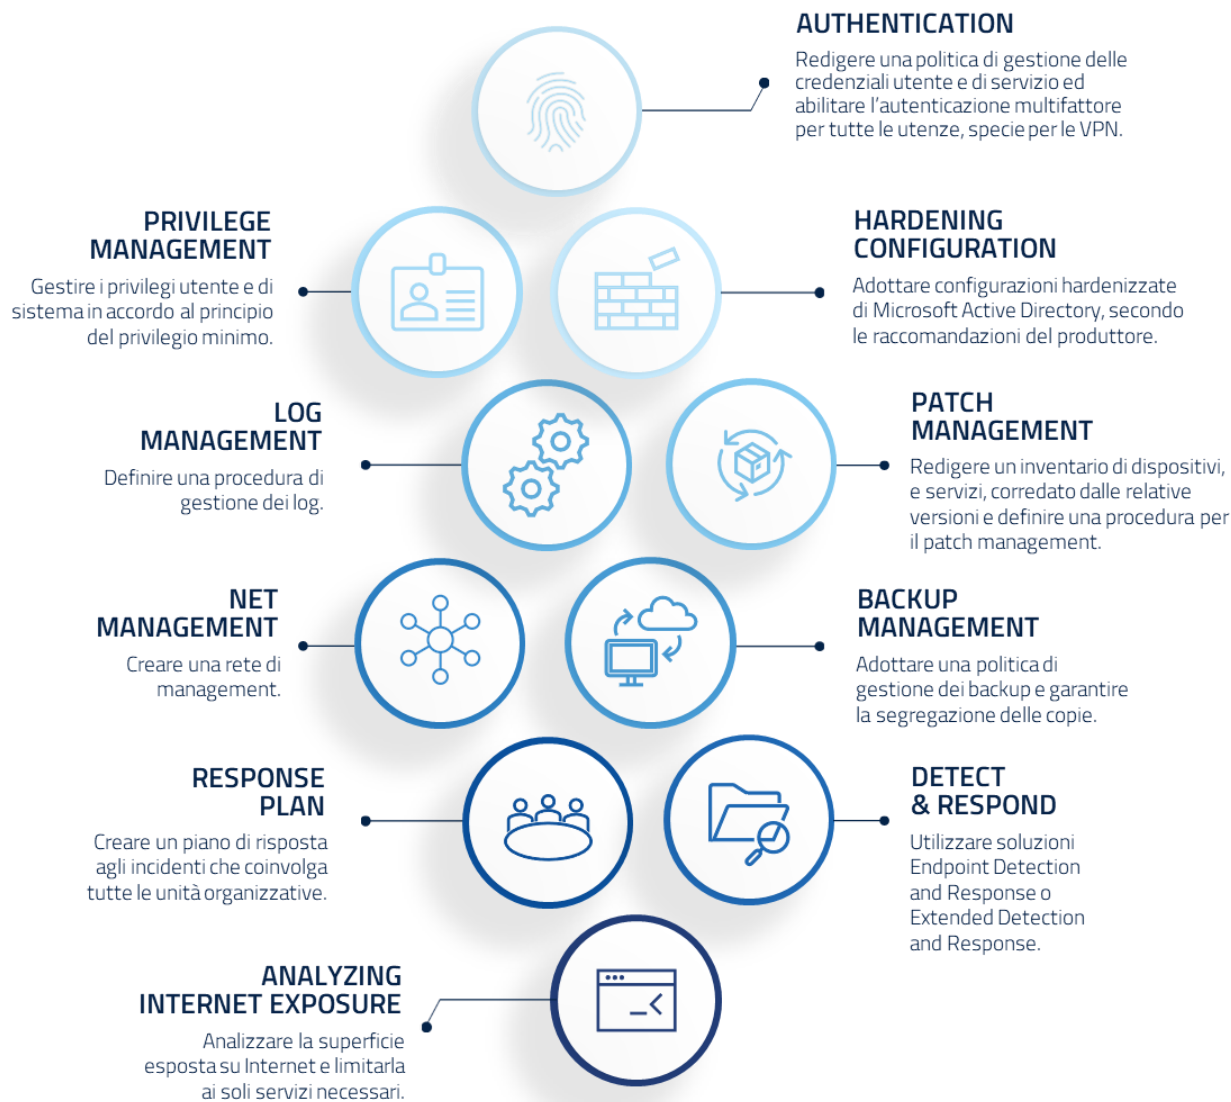 AUTHENTICATION
Redigere una politica di gestione delle
credenziali utente e di servizio ed
abilitare l'autenticazione multifattore
per tutte le utenze, specie per le VPN.
PRIVILEGE
MANAGEMENT
Gestire i privilegi utente e di
sistema in accordo al principio
del privilegio minimo.
HARDENING
CONFIGURATION
Adottare configurazioni hardenizzate
di Microsoft Active Directory, secondo
le raccomandazioni del produttore.
LOG
MANAGEMENT
Definire una procedura di
gestione dei log.
PATCH
MANAGEMENT
Redigere un inventario di dispositivi,
e servizi, corredato dalle relative
versioni e definire una procedura per
il patch management.
NET
MANAGEMENT
Creare una rete di
management.
BACKUP
MANAGEMENT
Adottare una politica di
gestione dei backup e garantire
la segregazione delle copie.
RESPONSE
PLAN
Creare un piano di risposta
agli incidenti che coinvolga
tutte le unità organizzative.
DETECT
& RESPOND
Utilizzare soluzioni
Endpoint Detection
and Response o
Extended Detection
and Response.
ANALYZING
INTERNET EXPOSURE
Analizzare la superficie
esposta su Internet e limitarla
ai soli servizi necessari.